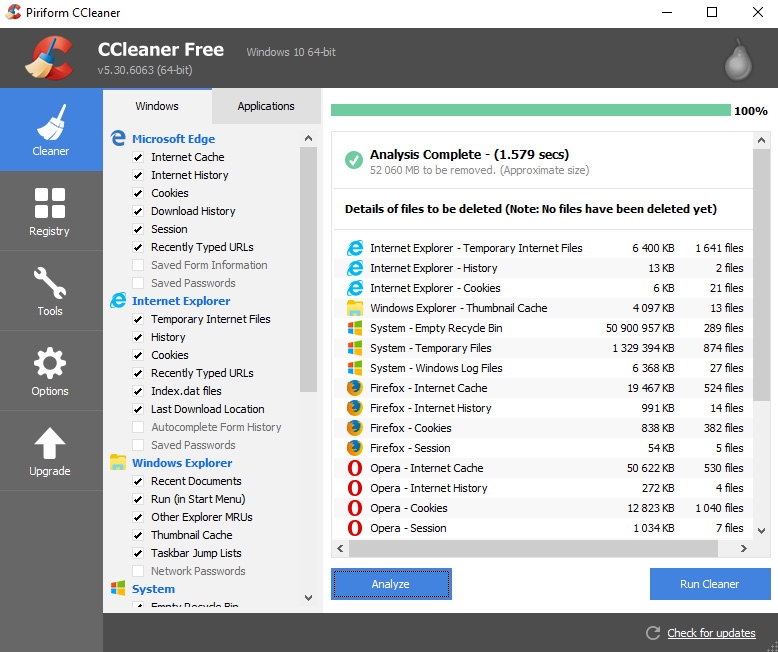 Piriform CCleaner
CCleaner Free
Windows 10 64-bit
v5.30.6063 (64-bit)
Cleaner
Registry
Tools
Options
Upgrade
Windows
Applications
Microsoft Edge
Internet Cache
Internet History
Cookies
Download History
Session
Recently Typed URLs
Saved Form Information
Saved Passwords
Internet Explorer
Temporary Internet Files
History
Cookies
Recently Typed URLs
Index.dat files
Last Download Location
Autocomplete Form History
Saved Passwords
Windows Explorer
Recent Documents
Run (in Start Menu)
Other Explorer MRUs
Thumbnail Cache
Taskbar Jump Lists
Network Passwords
System
Empty Recycle Bin
100%
Analysis Complete - (1.579 secs)
52 060 MB to be removed. (Approximate size)
Details of files to be deleted (Note: No files have been deleted yet)
Internet Explorer - Temporary Internet Files 6 400 KB 1 641 files
Internet Explorer - History 13 KB 2 files
Internet Explorer - Cookies 6 KB 21 files
Windows Explorer - Thumbnail Cache 4 097 KB 13 files
System - Empty Recycle Bin 50 900 957 KB 289 files
System - Temporary Files 1 329 394 KB 874 files
System - Windows Log Files 6 368 KB 27 files
Firefox - Internet Cache 19 467 KB 524 files
Firefox - Internet History 991 KB 14 files
Firefox - Cookies 838 KB 382 files
Firefox - Session 54 KB 5 files
Opera - Internet Cache 50 622 KB 530 files
Opera - Internet History 272 KB 4 files
Opera - Cookies 12 823 KB 1 040 files
Opera - Session 1 034 KB 7 files
Analyze
Run Cleaner
Check for updates